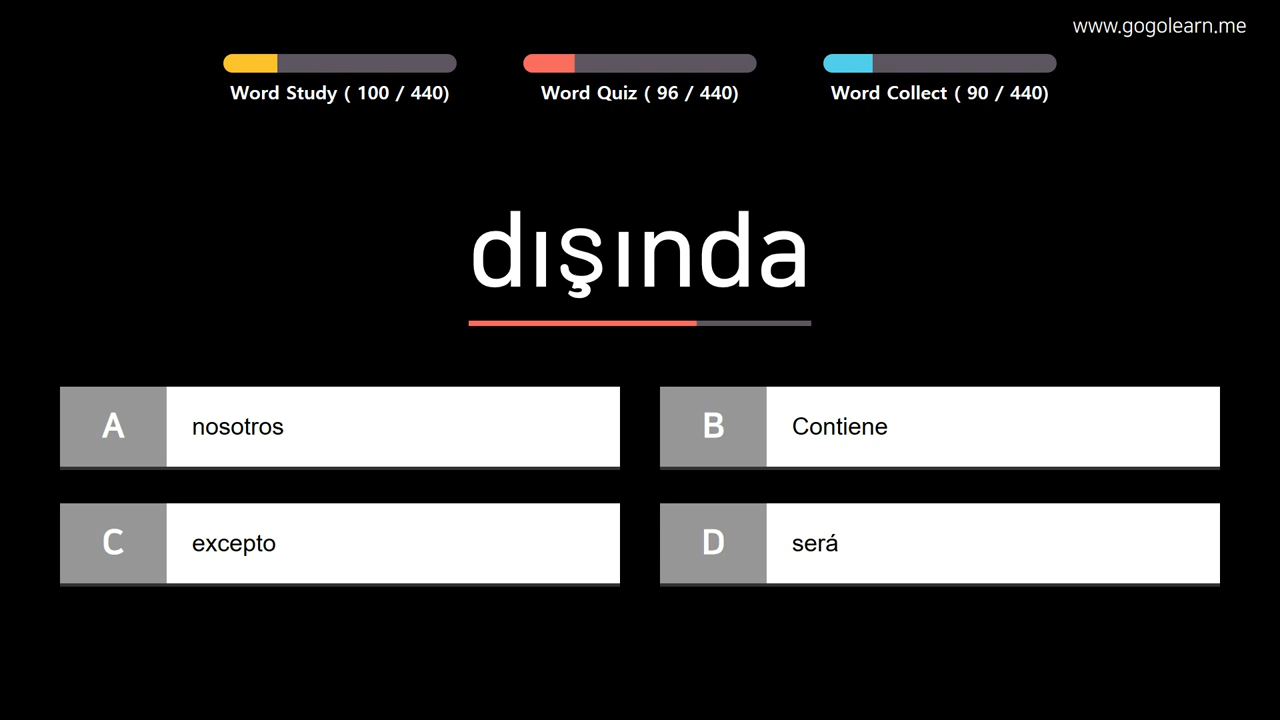 www.gogolearn.me
Word Study ( 100 / 440)
Word Quiz ( 96 / 440)
Word Collect ( 90 / 440)
dışında
A nosotros
B Contiene
C excepto
D será